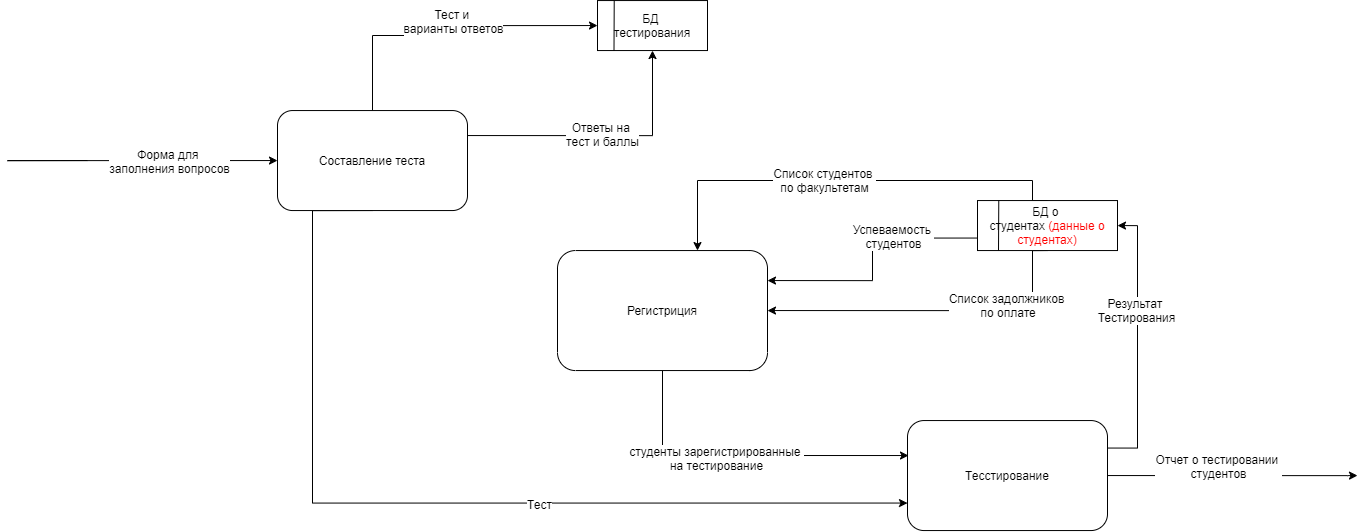 Тест и
варианты ответов
БД
тестирования
Форма для
заполнения вопросов
Составление теста
Ответы на
тест и баллы
Список студентов
по факультетам
БД о
студентах (данные о
студентах)
Успеваемость
студентов
Регистриция
Список задолжников
по оплате
Результат
Тестирования
студенты зарегистрированные
на тестирование
Тесстирование
Отчет о тестировании
студентов
Тест